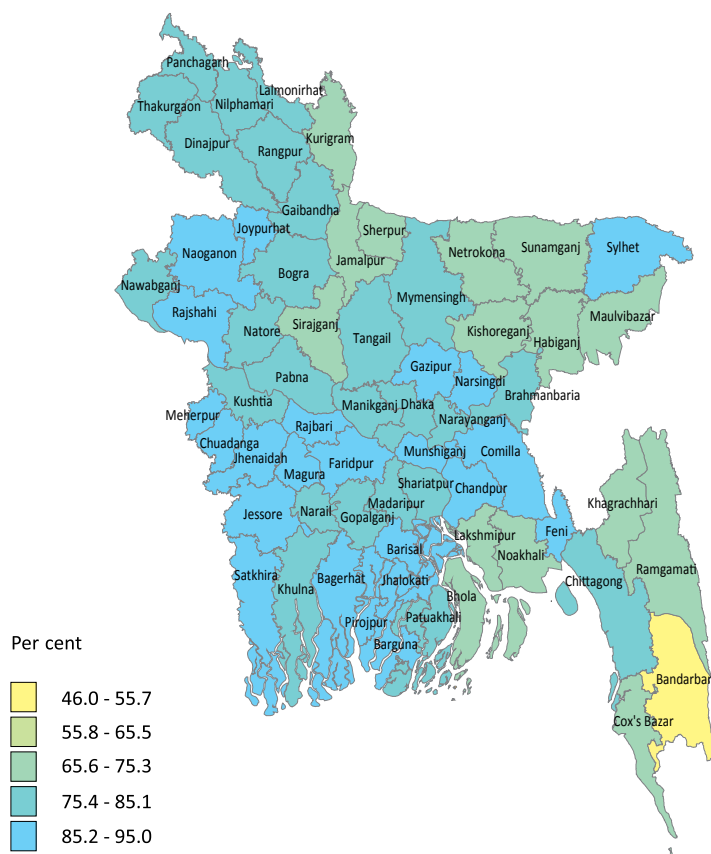 Panchagarh
Lalmonirhat
Thakurgaon
Nilphamari
Kurigram
Dinajpur
Rangpur
Gaibandha
Joypurhat
Sherpur
Naoganon
Sylhet
Netrokona
Sunamganj
Jamalpur
Bogra
Nawabganj
Mymensingh
Rajshahi
Maulvibazar
Sirajganj
Natore
Tangail
Kishoreganj
Habiganj
Gazipur
Pabna
Narsingdi
Brahmanbaria
Kushtia
Manikganj
Dhaka
Meherpur
Narayanganj
Rajbari
Chuadanga
Jhenaidah
Munshiganj
Comilla
Faridpur
Magura
Shariatpur
Chandpur
Khagrachhari
Madaripur
Jessore
Narail
Gopalganj
Lakshmipur
Feni
Barisal
Noakhali
Ramgamati
Satkhira
Khulna
Bagerhat
Jhalokati
Chittagong
Bhola
Pirojpur
Patuakhali
Barguna
Per cent
Bandarbar
46.0 - 55.7
Cox's Bazar
55.8 - 65.5
65.6 - 75.3
75.4 - 85.1
85.2 - 95.0